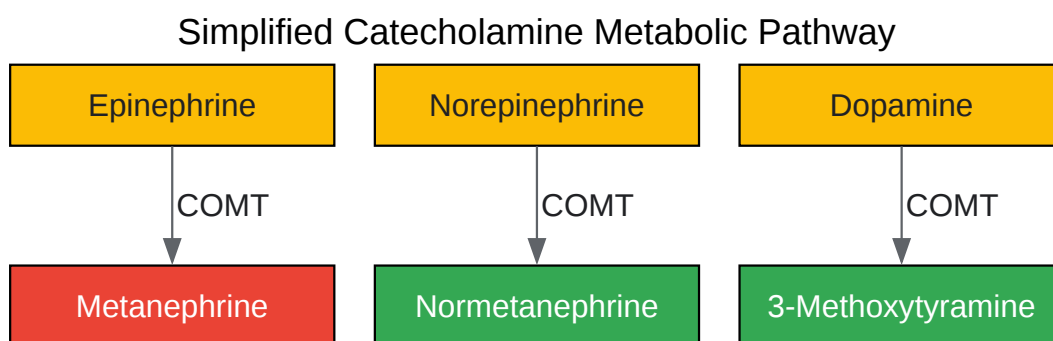 Simplified Catecholamine Metabolic Pathway
Epinephrine Norepinephrine Dopamine
COMT COMT COMT
Metanephrine Normetanephrine 3-Methoxytyramine